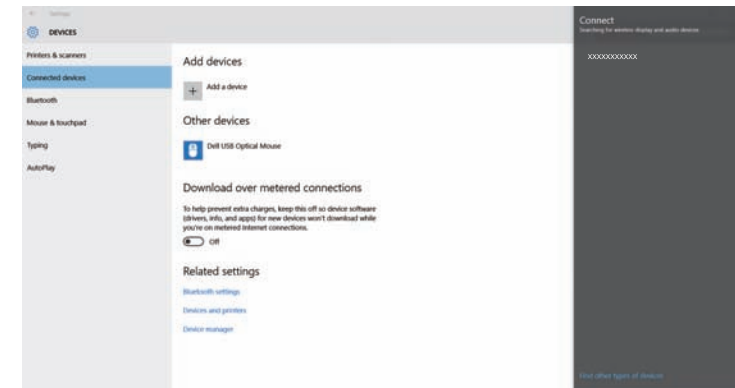 Settings
DEVICES
Printers & scanners
Connected devices
Bluetooth
Mouse & touchpad
Typing
AutoPlay
Add devices
Add a device
Other devices
Dell USB Optical Mouse
Download over metered connections
To help prevent extra charges, keep this off so device software
(drivers, info, and apps) for new devices won't download while
you're on metered Internet connections.
Off
Related settings
Bluetooth settings
Devices and printers
Device manager
Connect
Searching for wireless display and audio devices
xxxxxxxxxxx
Find other types of devices